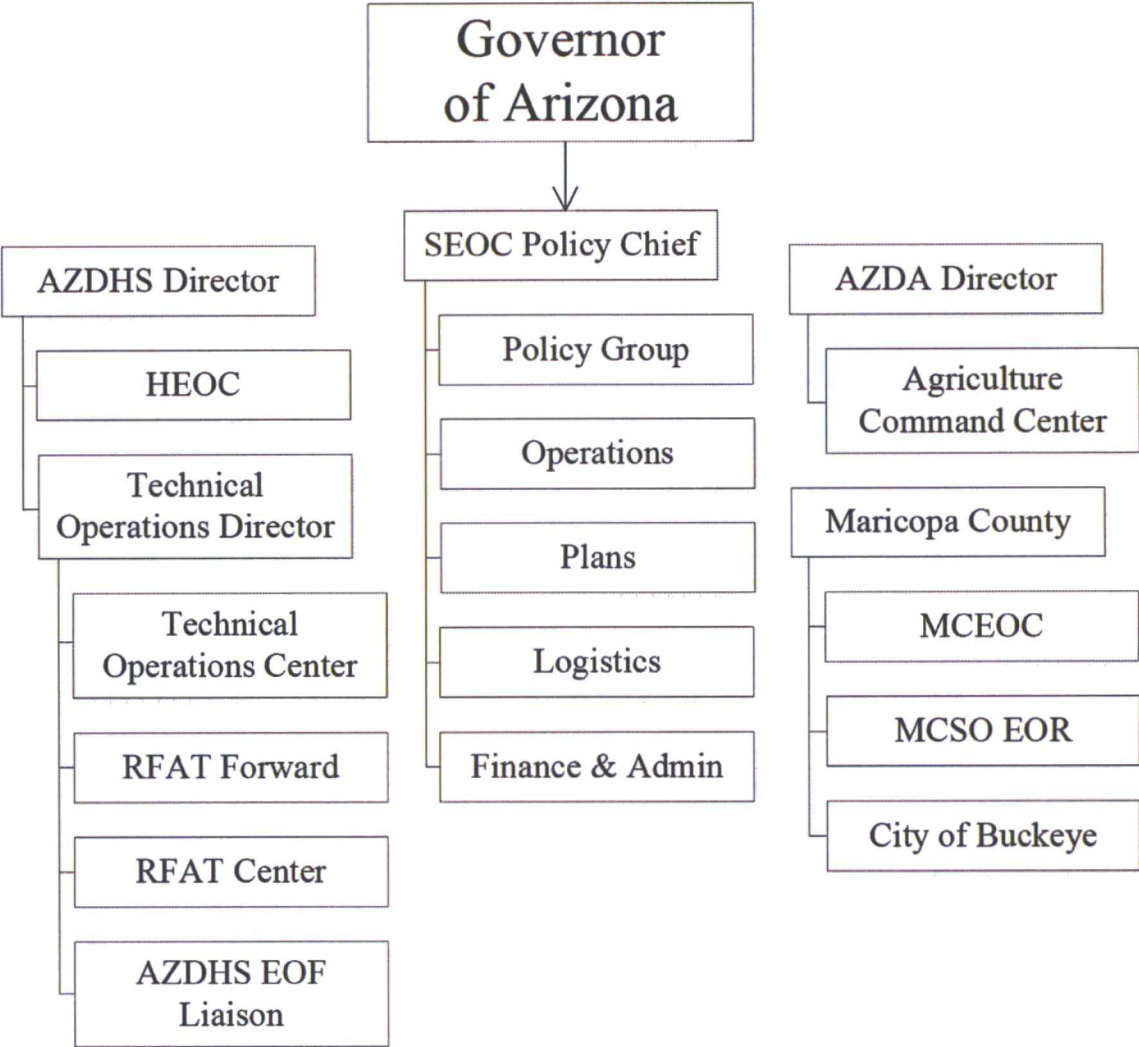 Governor
of Arizona
SEOC Policy Chief
AZDHS Director
AZDA Director
Policy Group
HEOC
Agriculture
Command Center
Operations
Technical
Operations Director
Maricopa County
Plans
Technical
Operations Center
MCEOC
Logistics
RFAT Forward
Finance & Admin
MCSO EOR
RFAT Center
City of Buckeye
AZDHS EOF
Liaison